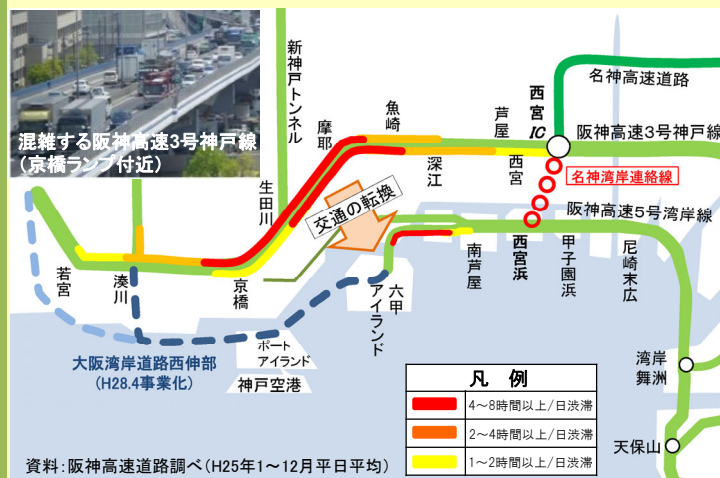 混雑する阪神高速3号神戸線
(京橋ランプ付近)
新神戸トンネル
摩耶
魚崎
芦屋
西宮IC
名神高速道路
阪神高速3号神戸線
深江
西宮
名神湾岸連絡線
生田川
交通の転換
阪神高速5号湾岸線
若宮
湊川
京橋
六甲
アイランド
南芦屋
西宮浜
甲子園浜
尼崎末広
大阪湾岸道路西伸部
(H28.4事業化)
ポート
アイランド
神戸空港
湾岸
舞洲
天保山
凡 例
4~8時間以上/日渋滞
2~4時間以上/日渋滞
1~2時間以上/日渋滞
資料:阪神高速道路調べ(H25年1~12月平日平均)